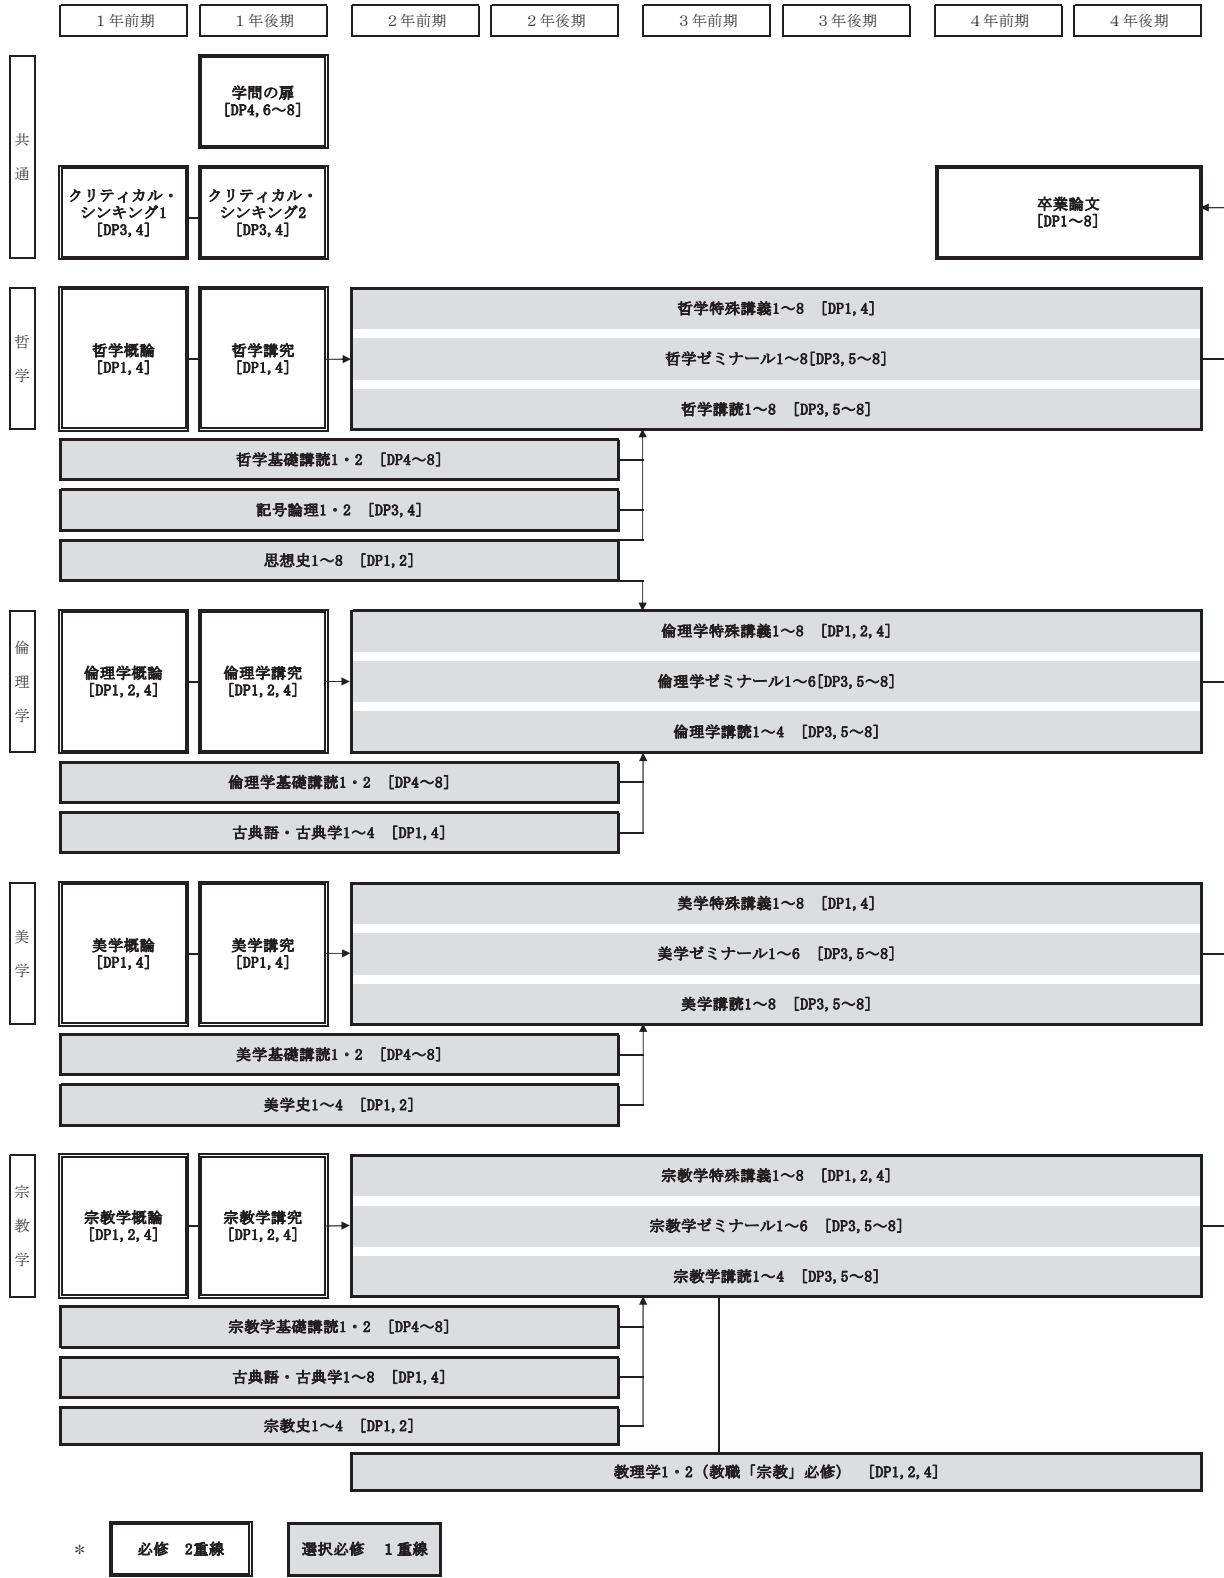 1年前期
1年後期
2年前期
2年後期
3年前期
3年後期
4年前期
4年後期
共通
学問の扉
[DP4,6～8]
クリティカル・
シンキング1
[DP3,4]
クリティカル・
シンキング2
[DP3,4]
卒業論文
[DP1～8]
哲学
哲学概論
[DP1,4]
哲学講究
[DP1,4]
哲学特殊講義1～8 [DP1,4]
哲学ゼミナール1～8[DP3,5～8]
哲学講読1～8 [DP3,5～8]
哲学基礎講読1・2 [DP4～8]
記号論理1・2 [DP3,4]
思想史1～8 [DP1,2]
倫理学
倫理学概論
[DP1,2,4]
倫理学講究
[DP1,2,4]
倫理学特殊講義1～8 [DP1,2,4]
倫理学ゼミナール1～6[DP3,5～8]
倫理学講読1～4 [DP3,5～8]
倫理学基礎講読1・2 [DP4～8]
古典語・古典学1～4 [DP1,4]
美学
美学概論
[DP1,4]
美学講究
[DP1,4]
美学特殊講義1～8 [DP1,4]
美学ゼミナール1～6 [DP3,5～8]
美学講読1～8 [DP3,5～8]
美学基礎講読1・2 [DP4～8]
美学史1～4 [DP1,2]
宗教学
宗教学概論
[DP1,2,4]
宗教学講究
[DP1,2,4]
宗教学特殊講義1～8 [DP1,2,4]
宗教学ゼミナール1～6 [DP3,5～8]
宗教学講読1～4 [DP3,5～8]
宗教学基礎講読1・2 [DP4～8]
古典語・古典学1～8 [DP1,4]
宗教史1～4 [DP1,2]
教理学1・2（教職「宗教」必修） [DP1,2,4]
＊
必修 2重線
選択必修 1重線